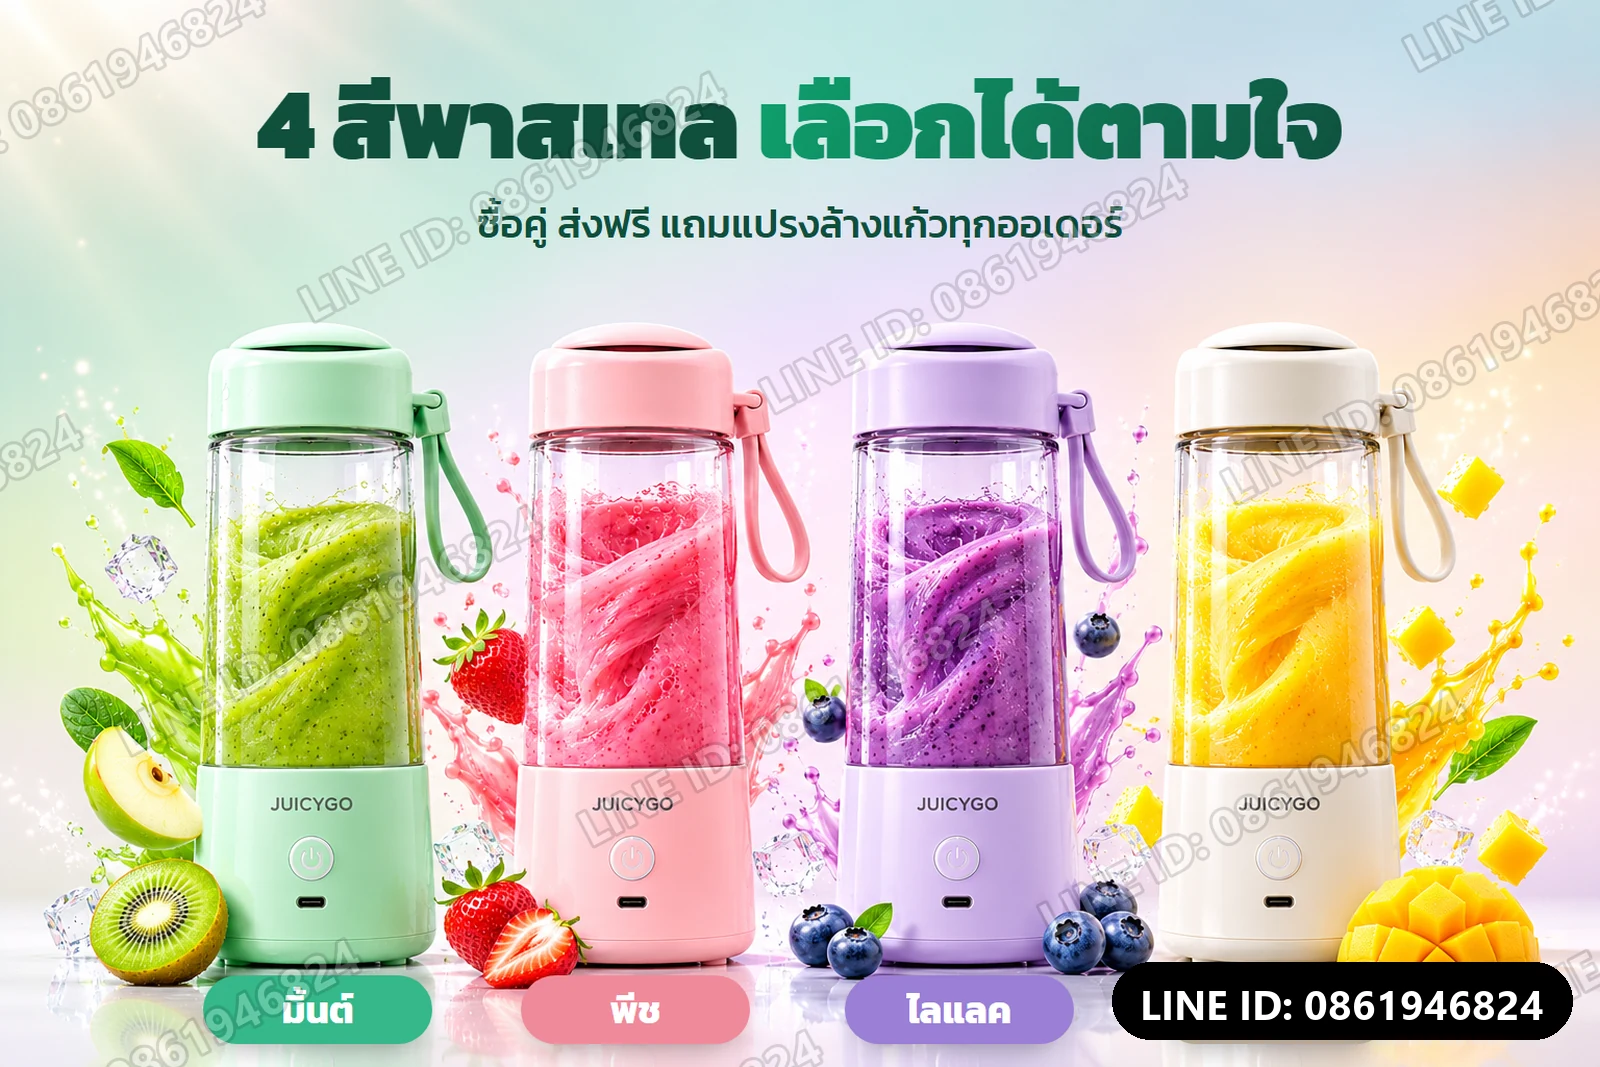 4 สีพาสเทล เลือกได้ตามใจ
ซื้อคู่ ส่งฟรี แถมแปรงล้างแก้วทุกออเดอร์
JUICYGO JUICYGO JUICYGO JUICYGO
มิ้นต์ พีช ไลแลค
LINE ID: 0861946824
LINE ID: 0861946824